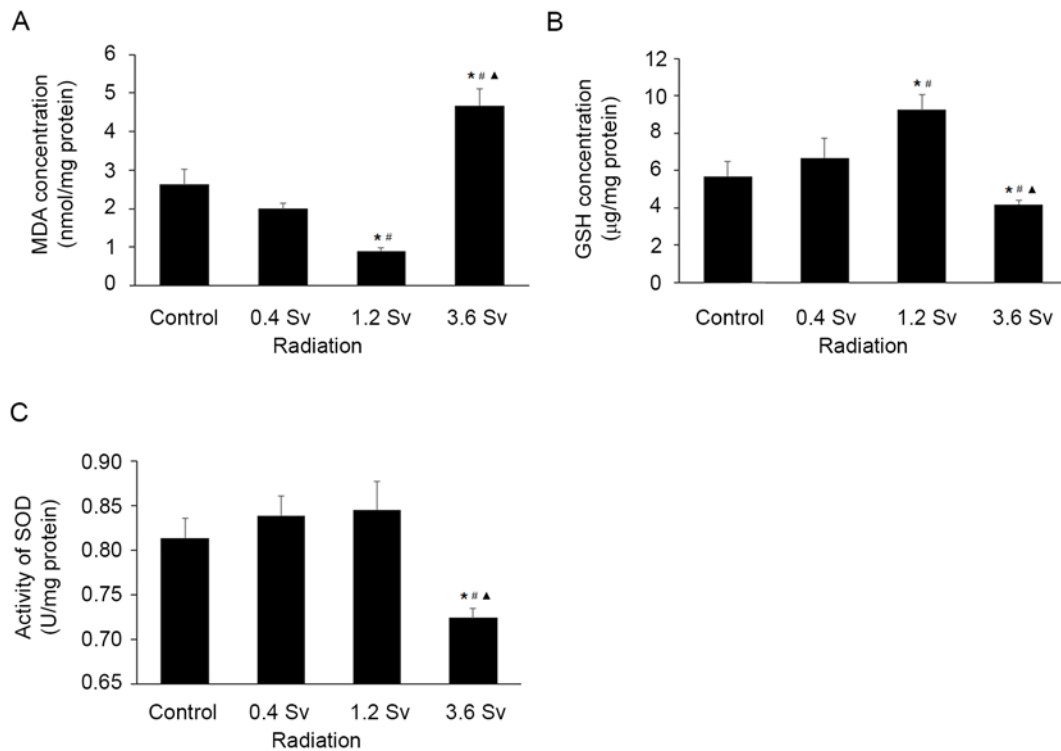 A
MDA concentration
(nmol/mg protein)
6
5
4
3
2
1
0
* # ▲
* #
Control 0.4 Sv 1.2 Sv 3.6 Sv
Radiation
B
GSH concentration
(μg/mg protein)
12
10
8
6
4
2
0
* #
* # ▲
Control 0.4 Sv 1.2 Sv 3.6 Sv
Radiation
C
Activity of SOD
(U/mg protein)
0.90
0.85
0.80
0.75
0.70
0.65
* # ▲
Control 0.4 Sv 1.2 Sv 3.6 Sv
Radiation